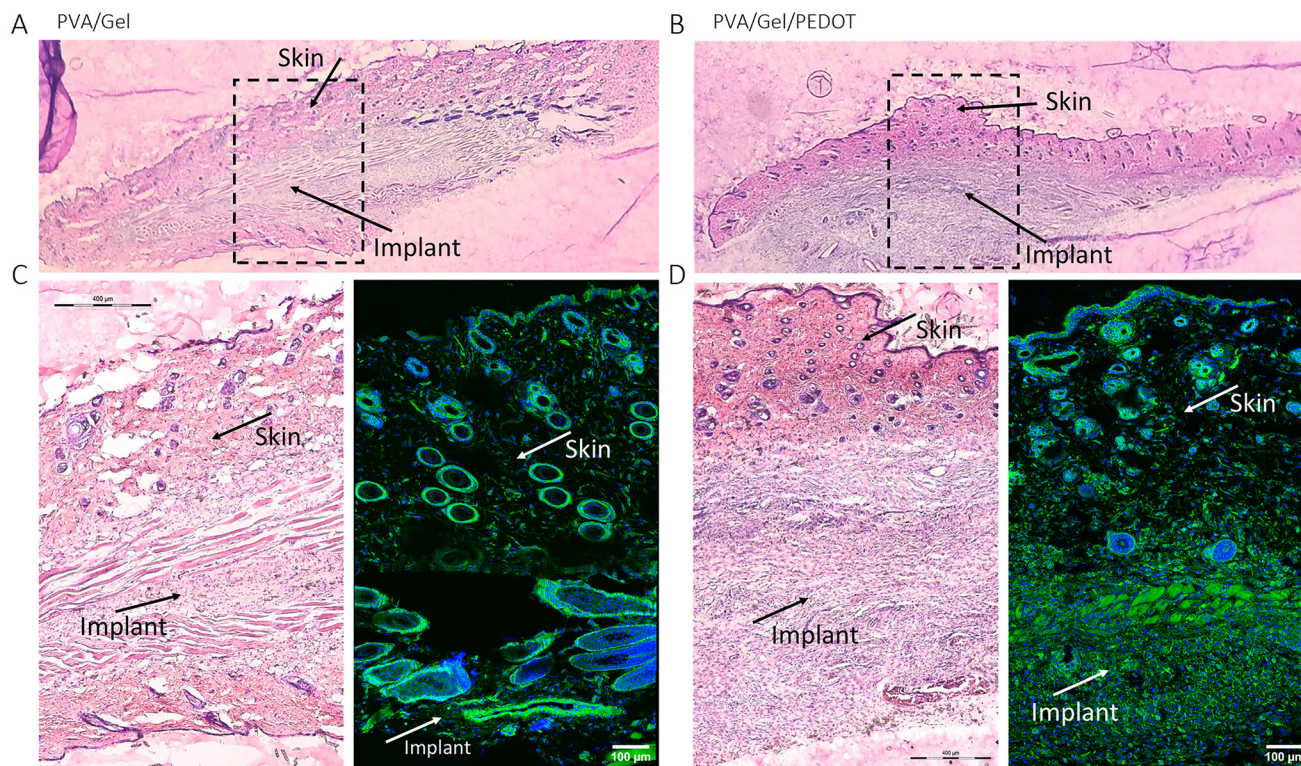 A PVA/Gel
Skin
Implant
B PVA/Gel/PEDOT
Skin
Implant
C
400 µm
Skin
Implant
Skin
Implant
100 µm
D
Skin
Implant
400 µm
Skin
Implant
100 µm